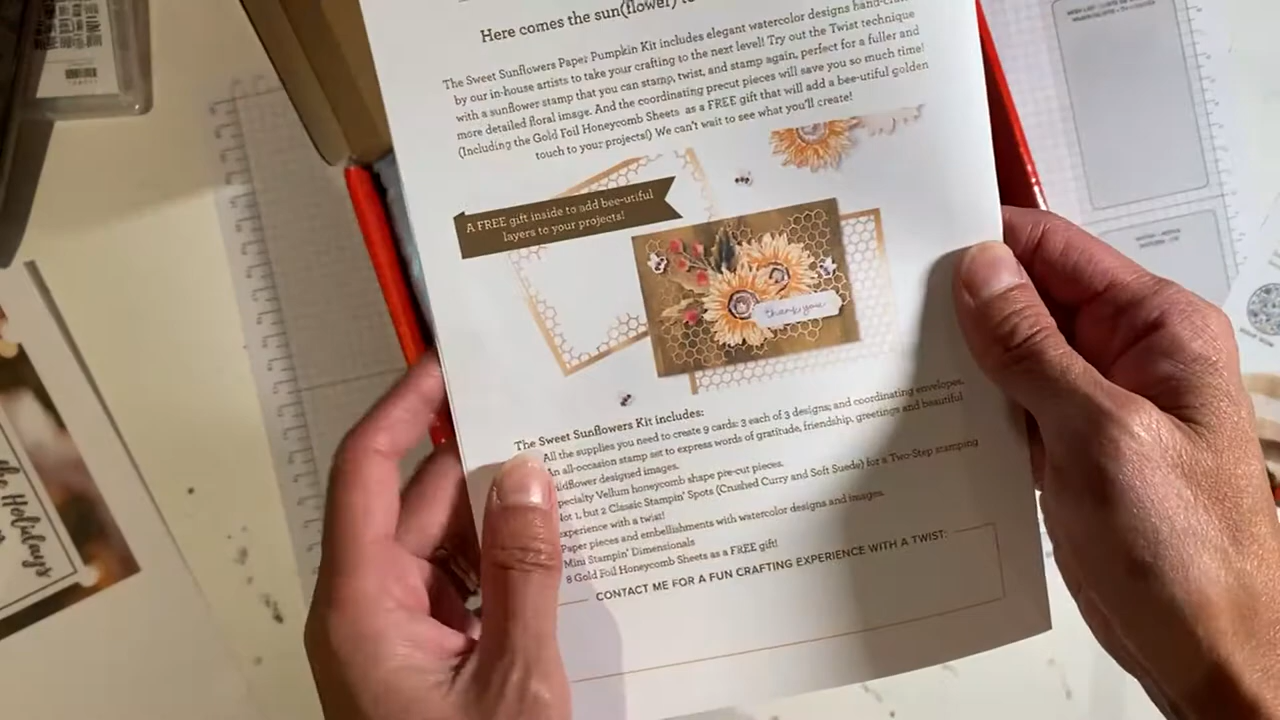 Here comes the sun(flower) to
The Sweet Sunflowers Paper Pumpkin Kit includes elegant watercolor designs
by our in-house artists to take your crafting to the next level! Try out the Twist technique
with a sunflower stamp that you can stamp, twist, and stamp again, perfect for a fuller and
more detailed floral image. And the coordinating precut pieces will save you so much time!
(Including the Gold Foil Honeycomb Sheets as a FREE gift that will add a bee-utiful golden
touch to your projects!) We can't wait to see what you'll create!
A FREE gift inside to add bee-utiful
layers to your projects!
thank you
The Sweet Sunflowers Kit includes:
All the supplies you need to create 9 cards: 3 each of 3 designs; and coordinating envelopes.
An all-occasion stamp set to express words of gratitude, friendship, greetings and beautiful
designed images.
Vellum honeycomb shape pre-cut pieces.
1, but 2 Classic Stampin' Spots (Crushed Curry and Soft Suede) for a Two-Step stamping
experience with a twist!
Paper pieces and embellishments with watercolor designs and images.
Mini Stampin' Dimensionals
8 Gold Foil Honeycomb Sheets as a FREE gift!
CONTACT ME FOR A FUN CRAFTING EXPERIENCE WITH A TWIST:
the Holidays